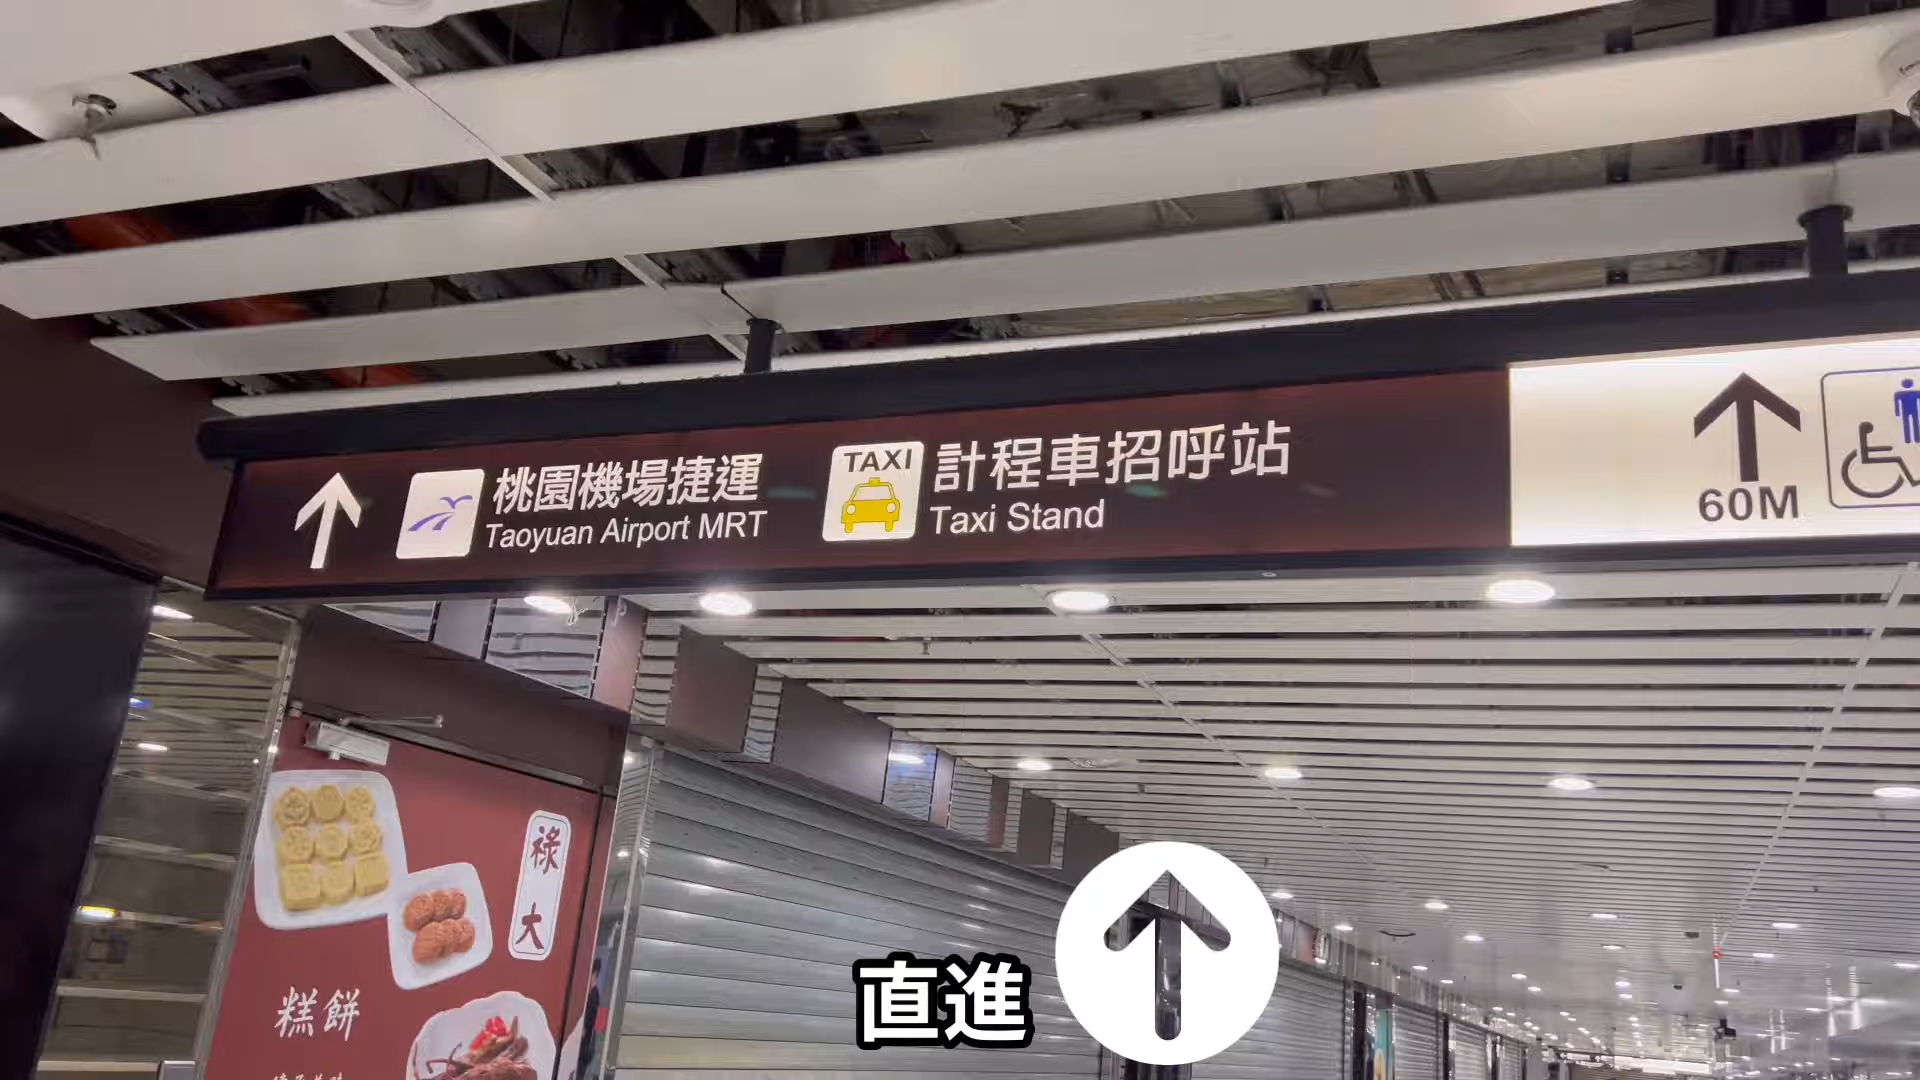 桃園機場捷運
Taoyuan Airport MRT
TAXI
計程車招呼站
Taxi Stand
60M
祿大
糕餅
直進